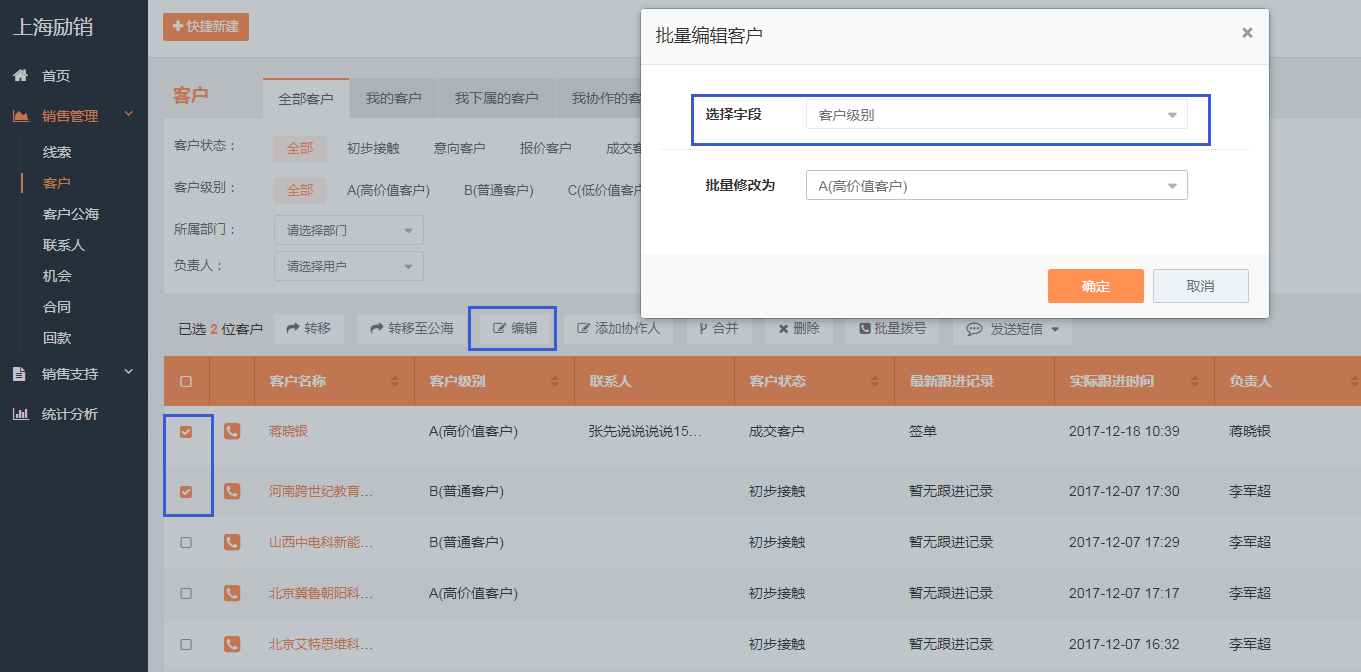 上海励销
首页
销售管理
线索
客户
客户公海
联系人
机会
合同
回款
销售支持
统计分析
快捷新建
客户
全部客户 我的客户 我下属的客户 我协作的客
客户状态： 全部 初步接触 意向客户 报价客户 成交客
客户级别： 全部 A(高价值客户) B(普通客户) C(低价值客户
所属部门： 请选择部门
负责人： 请选择用户
批量编辑客户 ×
选择字段 客户级别
批量修改为 A(高价值客户)
确定 取消
已选 2 位客户 转移 转移至公海 编辑 添加协作人 合并 删除 批量拨号 发送短信
客户名称 客户级别 联系人 客户状态 最新跟进记录 实际跟进时间 负责人
蒋晓银 A(高价值客户) 张先说说说说15... 成交客户 签单 2017-12-18 10:39 蒋晓银
河南跨世纪教育... B(普通客户) 初步接触 暂无跟进记录 2017-12-07 17:30 李军超
山西中电科新能... B(普通客户) 初步接触 暂无跟进记录 2017-12-07 17:29 李军超
北京冀鲁朝阳科... A(高价值客户) 初步接触 暂无跟进记录 2017-12-07 17:17 李军超
北京艾特思维科... 初步接触 暂无跟进记录 2017-12-07 16:32 李军超